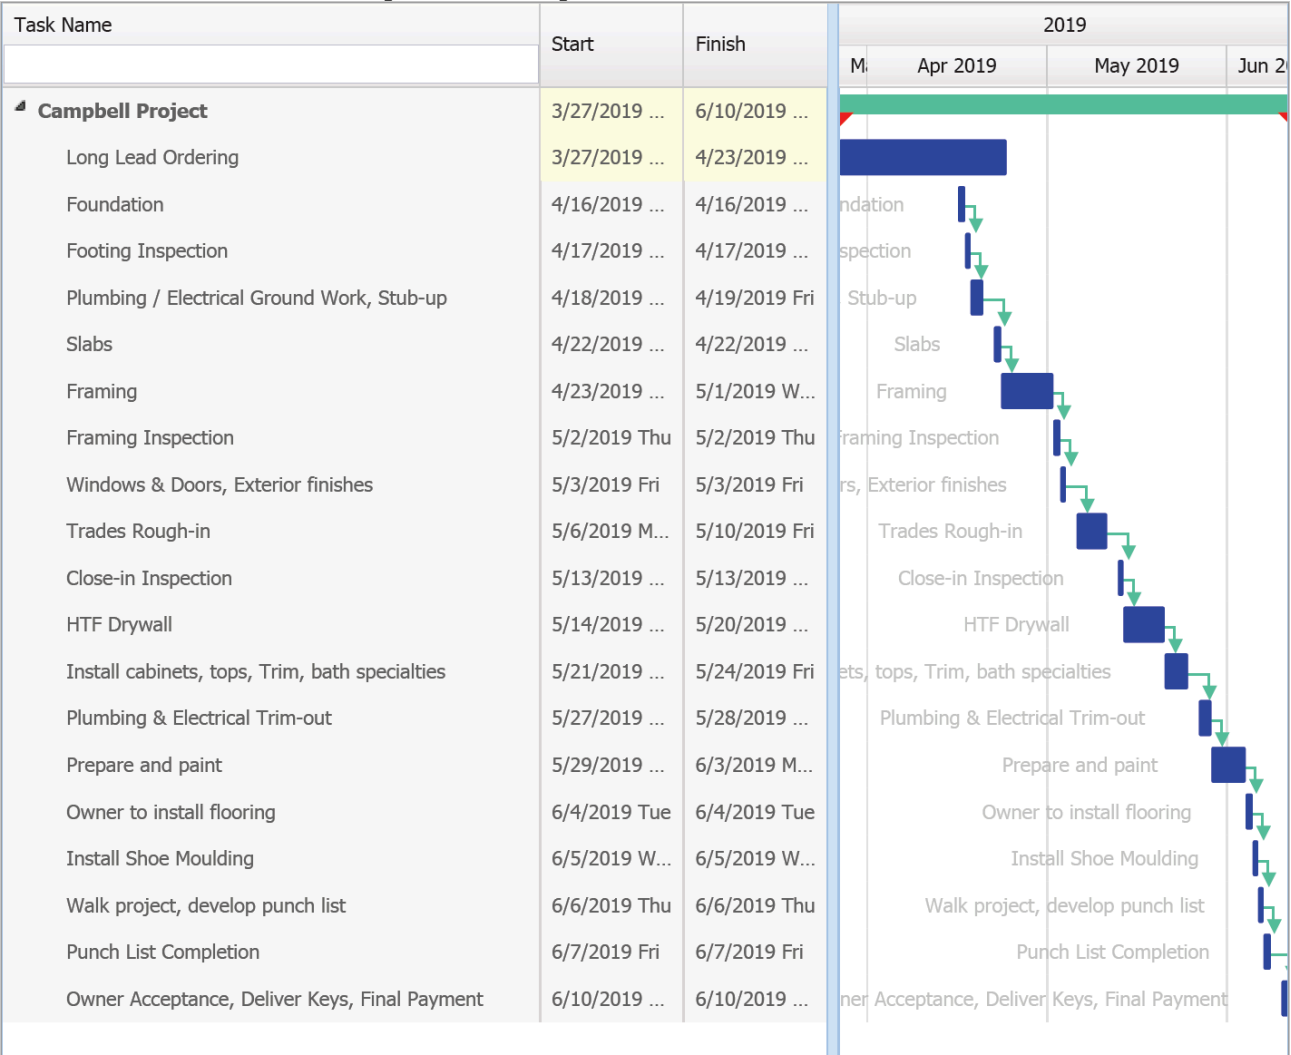 Task Name Start Finish 2019
Apr 2019 May 2019 Jun 2
Campbell Project 3/27/2019 ... 6/10/2019 ...
Long Lead Ordering 3/27/2019 ... 4/23/2019 ...
Foundation 4/16/2019 ... 4/16/2019 ... ndation
Footing Inspection 4/17/2019 ... 4/17/2019 ... spection
Plumbing / Electrical Ground Work, Stub-up 4/18/2019 ... 4/19/2019 Fri Stub-up
Slabs 4/22/2019 ... 4/22/2019 ... Slabs
Framing 4/23/2019 ... 5/1/2019 W... Framing
Framing Inspection 5/2/2019 Thu 5/2/2019 Thu Framing Inspection
Windows & Doors, Exterior finishes 5/3/2019 Fri 5/3/2019 Fri rs, Exterior finishes
Trades Rough-in 5/6/2019 M... 5/10/2019 Fri Trades Rough-in
Close-in Inspection 5/13/2019 ... 5/13/2019 ... Close-in Inspection
HTF Drywall 5/14/2019 ... 5/20/2019 ... HTF Drywall
Install cabinets, tops, Trim, bath specialties 5/21/2019 ... 5/24/2019 Fri ets, tops, Trim, bath specialties
Plumbing & Electrical Trim-out 5/27/2019 ... 5/28/2019 ... Plumbing & Electrical Trim-out
Prepare and paint 5/29/2019 ... 6/3/2019 M... Prepare and paint
Owner to install flooring 6/4/2019 Tue 6/4/2019 Tue Owner to install flooring
Install Shoe Moulding 6/5/2019 W... 6/5/2019 W... Install Shoe Moulding
Walk project, develop punch list 6/6/2019 Thu 6/6/2019 Thu Walk project, develop punch list
Punch List Completion 6/7/2019 Fri 6/7/2019 Fri Punch List Completion
Owner Acceptance, Deliver Keys, Final Payment 6/10/2019 ... 6/10/2019 ... ner Acceptance, Deliver Keys, Final Payment